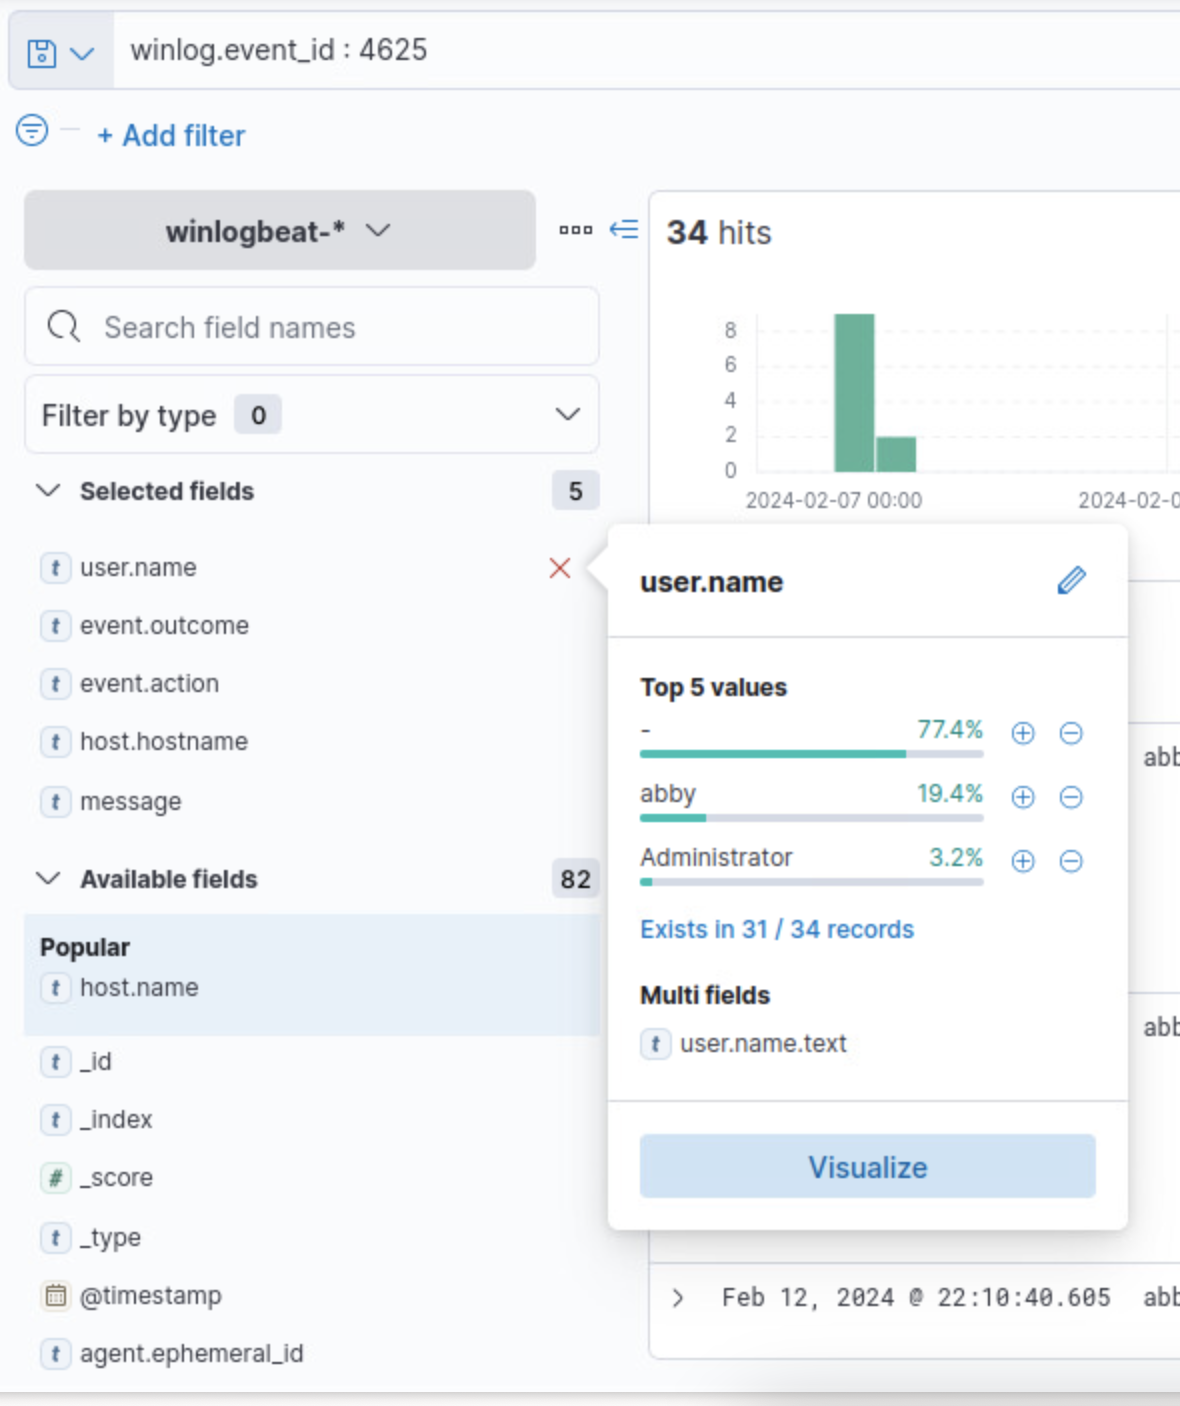 winlog.event_id : 4625
+ Add filter
winlogbeat-*
34 hits
Search field names
Filter by type 0
8
6
4
2
0
2024-02-07 00:00
2024-02-0
Selected fields 5
t user.name
t event.outcome
t event.action
t host.hostname
t message
Available fields 82
Popular
t host.name
t _id
t _index
# _score
t _type
@timestamp
t agent.ephemeral_id
user.name
Top 5 values
- 77.4%
abby 19.4%
Administrator 3.2%
Exists in 31 / 34 records
Multi fields
t user.name.text
Visualize
abb
abb
Feb 12, 2024 @ 22:10:40.605 abb